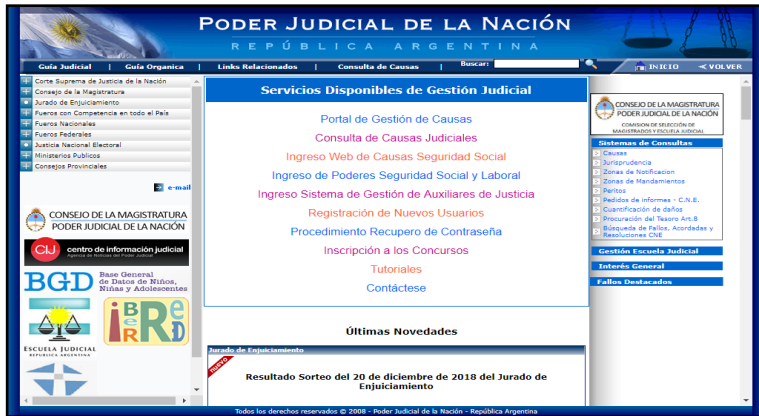 PODER JUDICIAL DE LA NACIÓN
REPÚBLICA ARGENTINA
Guía Judicial | Guía Organica | Links Relacionados | Consulta de Causas | Buscar: INICIO <VOLVER
Corte Suprema de Justicia de la Nación
Consejo de la Magistratura
Jurado de Enjuiciamiento
Fueros con Competencia en todo el País
Fueros Nacionales
Fueros Federales
Justicia Nacional Electoral
Ministerios Publicos
Consejos Provinciales
e-mail
CONSEJO DE LA MAGISTRATURA
PODER JUDICIAL DE LA NACIÓN
CIJ centro de información judicial
Agencia de Noticias del Poder Judicial
BGD Base General
de Datos de Niños,
Niñas y Adolescentes
ESCUELA JUDICIAL
REPUBLICA ARGENTINA
iBeRRED
Servicios Disponibles de Gestión Judicial
Portal de Gestión de Causas
Consulta de Causas Judiciales
Ingreso Web de Causas Seguridad Social
Ingreso de Poderes Seguridad Social y Laboral
Ingreso Sistema de Gestión de Auxiliares de Justicia
Registración de Nuevos Usuarios
Procedimiento Recupero de Contraseña
Inscripción a los Concursos
Tutoriales
Contáctese
Últimas Novedades
Jurado de Enjuiciamiento
NUEVO
Resultado Sorteo del 20 de diciembre de 2018 del Jurado de
Enjuiciamiento
CONSEJO DE LA MAGISTRATURA
PODER JUDICIAL DE LA NACIÓN
COMISION DE SELECCIÓN DE
MAGISTRADOS Y ESCUELA JUDICIAL
Sistemas de Consultas
Causas
Jurisprudencia
Zonas de Notificacion
Zonas de Mandamientos
Peritos
Pedidos de informes - C.N.E.
Cuantificación de daños
Procuración del Tesoro Art.8
Búsqueda de Fallos, Acordadas y
Resoluciones CNE
Gestión Escuela Judicial
Interés General
Fallos Destacados
Todos los derechos reservados © 2008 - Poder Judicial de la Nación - República Argentina